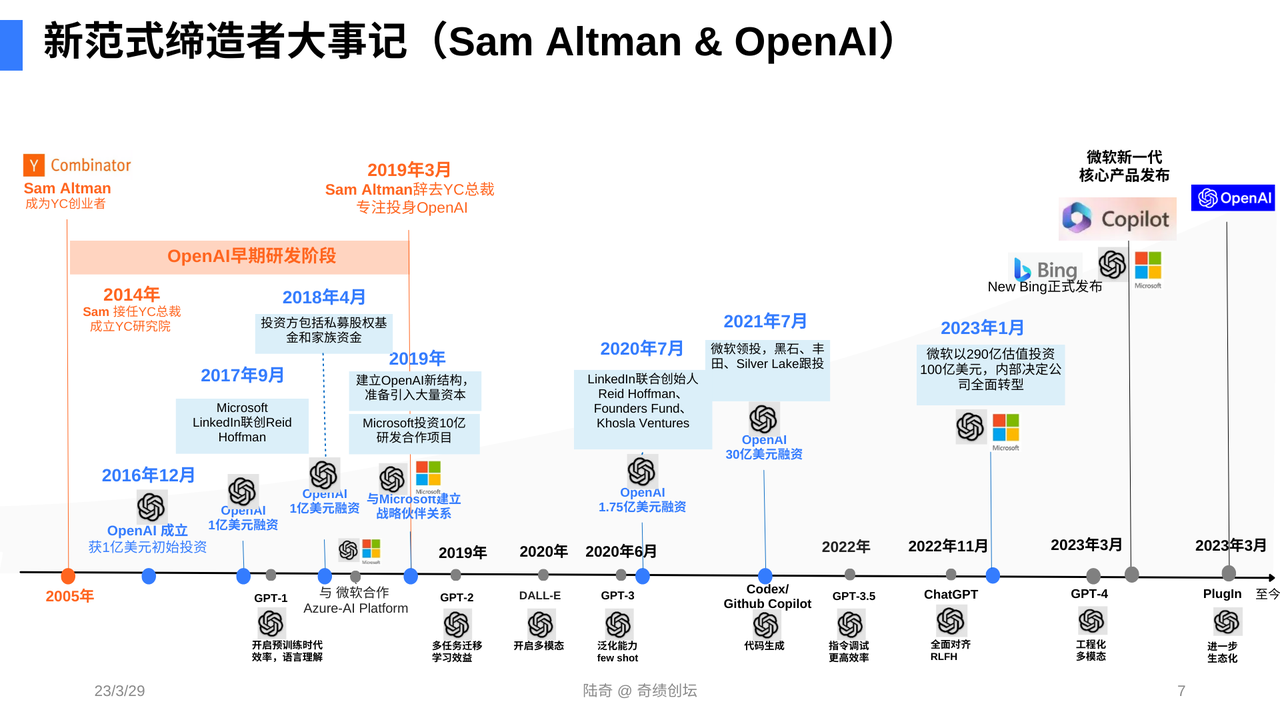 新范式缔造者大事记（Sam Altman & OpenAI）
Y Combinator
Sam Altman
成为YC创业者
2019年3月
Sam Altman辞去YC总裁
专注投身OpenAI
微软新一代
核心产品发布
Copilot
OpenAI
Bing
New Bing正式发布
Microsoft
OpenAI早期研发阶段
2014年
Sam 接任YC总裁
成立YC研究院
2018年4月
投资方包括私募股权基
金和家族资金
2017年9月
Microsoft
LinkedIn联创Reid
Hoffman
2019年
建立OpenAI新结构，
准备引入大量资本
Microsoft投资10亿
研发合作项目
2020年7月
LinkedIn联合创始人
Reid Hoffman、
Founders Fund、
Khosla Ventures
2021年7月
微软领投，黑石、丰
田、Silver Lake跟投
2023年1月
微软以290亿估值投资
100亿美元，内部决定公
司全面转型
Microsoft
2016年12月
OpenAI 成立
获1亿美元初始投资
OpenAI
1亿美元融资
OpenAI
1亿美元融资
Microsoft
与Microsoft建立
战略伙伴关系
OpenAI
1.75亿美元融资
OpenAI
30亿美元融资
Microsoft
2019年
2020年
2020年6月
2022年
2022年11月
2023年3月
2023年3月
2005年
GPT-1
开启预训练时代
效率，语言理解
与 微软合作
Azure-AI Platform
GPT-2
多任务迁移
学习效益
DALL-E
开启多模态
GPT-3
泛化能力
few shot
Codex/
Github Copilot
代码生成
GPT-3.5
指令调试
更高效率
ChatGPT
全面对齐
RLFH
GPT-4
工程化
多模态
PlugIn
进一步
生态化
至今
23/3/29
陆奇 @ 奇绩创坛
7